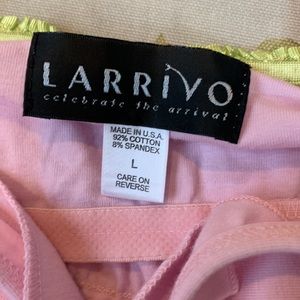 LARRIVO
celebrate the arrival
MADE IN U.S.A.
92% COTTON
8% SPANDEX
L
CARE ON
REVERSE